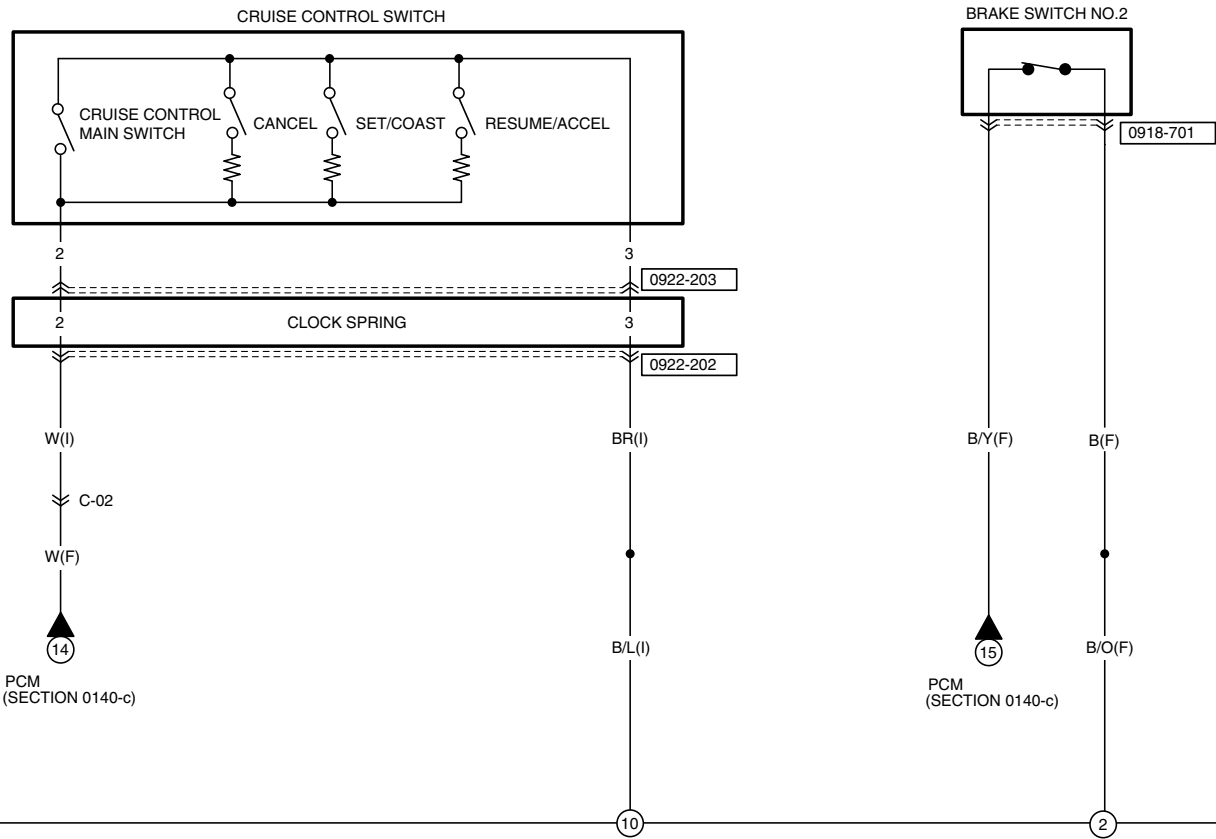 CRUISE CONTROL SWITCH
BRAKE SWITCH NO.2
CRUISE CONTROL
MAIN SWITCH
CANCEL
SET/COAST
RESUME/ACCEL
0918-701
2
3
0922-203
2
CLOCK SPRING
3
0922-202
W(I)
BR(I)
B/Y(F)
B(F)
C-02
W(F)
14
B/L(I)
15
B/O(F)
PCM
(SECTION 0140-c)
PCM
(SECTION 0140-c)
10
2